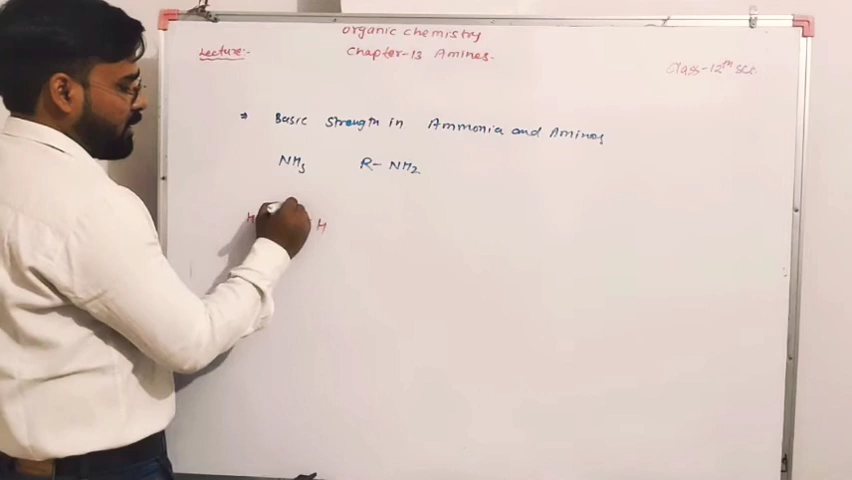 organic chemistry
Lecture:- Chapter-13 Amines.
Class-12th sci.
⇒ Basic strength in Ammonia and Amines
NH3 R-NH2
H H